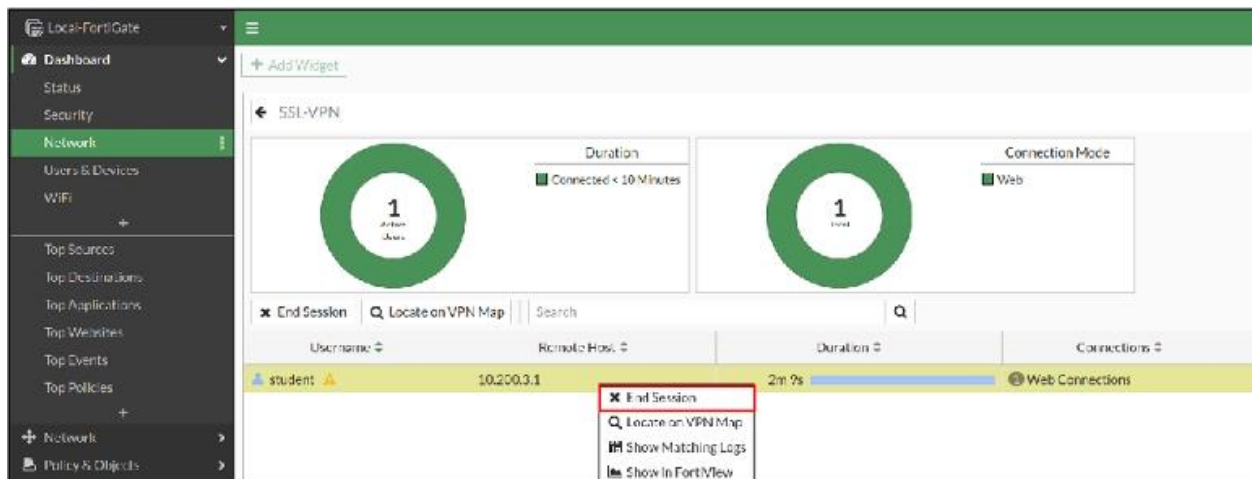 Local-FortiGate
Dashboard
+ Add Widget
Status
Security
SSL-VPN
Network
Duration
Connection Mode
Users & Devices
Connected < 10 Minutes
Web
WiFi
1
Active
Users
1
Total
+
Top Sources
Top Destinations
Top Applications
End Session Locate on VPN Map Search
Top Websites
Username Remote Host Duration Connections
Top Events
Top Policies
student 10.200.3.1 2m 9s Web Connections
End Session
+
Locate on VPN Map
Network
Show Matching Logs
Policy & Objects
Show in FortiView